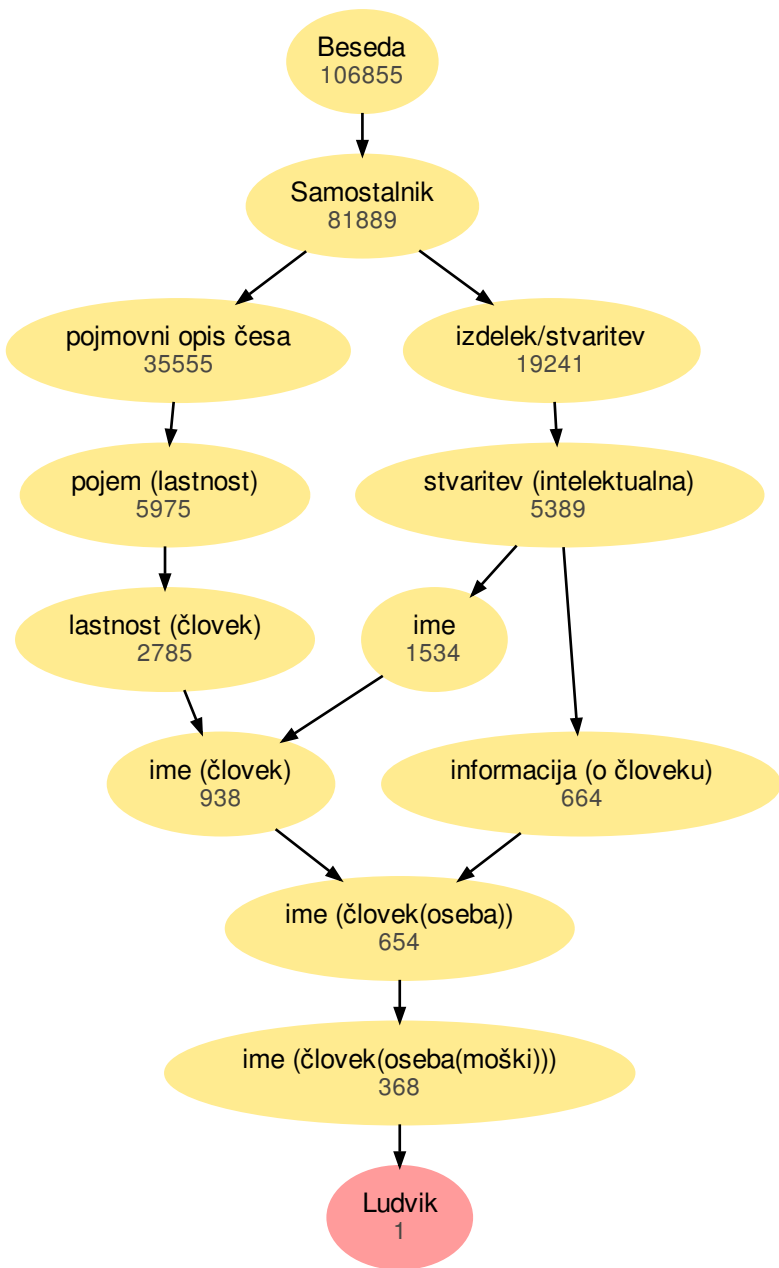 Beseda
106855
Samostalnik
81889
pojmovni opis česa
35555
izdelek/stvaritev
19241
pojem (lastnost)
5975
stvaritev (intelektualna)
5389
lastnost (človek)
2785
ime
1534
ime (človek)
938
informacija (o človeku)
664
ime (človek(oseba))
654
ime (človek(oseba(moški)))
368
Ludvik
1